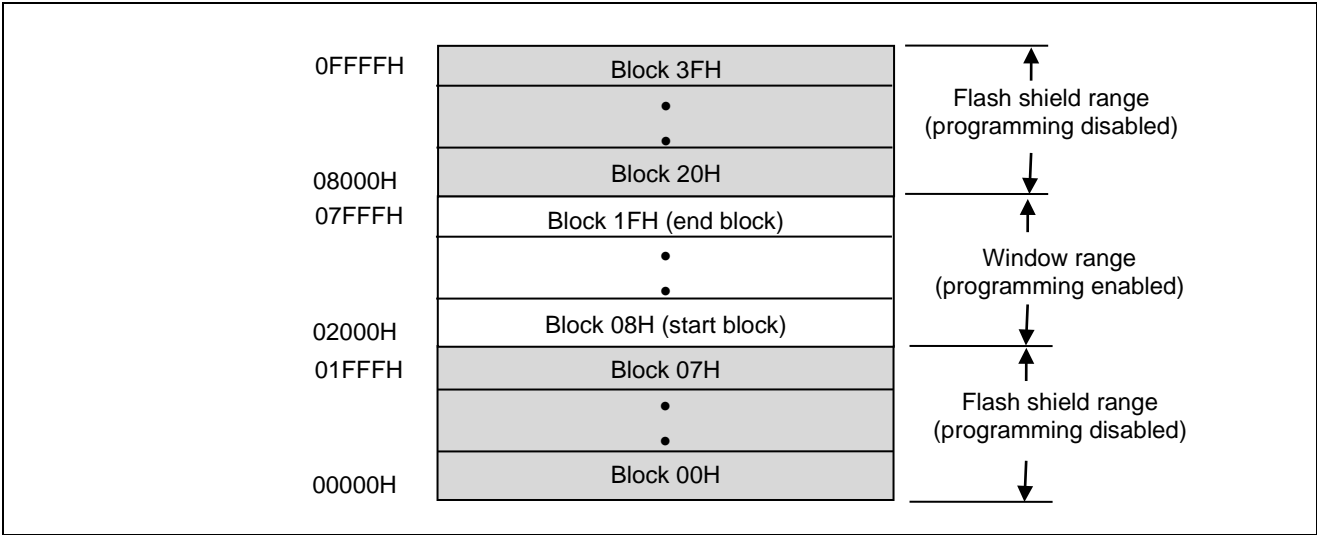 0FFFFH
Block 3FH
•
•
08000H
Block 20H
07FFFH
Block 1FH (end block)
•
•
02000H
Block 08H (start block)
01FFFH
Block 07H
•
•
00000H
Block 00H
Flash shield range
(programming disabled)
Window range
(programming enabled)
Flash shield range
(programming disabled)